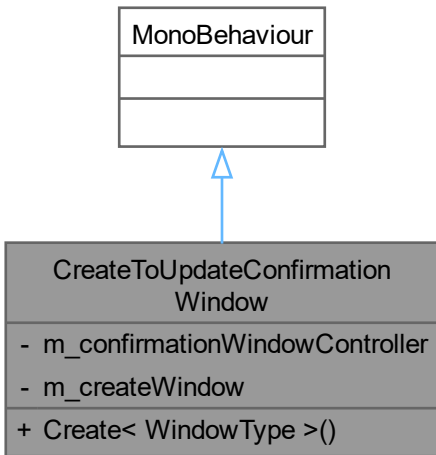 MonoBehaviour
CreateToUpdateConfirmation
Window
- m_confirmationWindowController
- m_createWindow
+ Create< WindowType >()